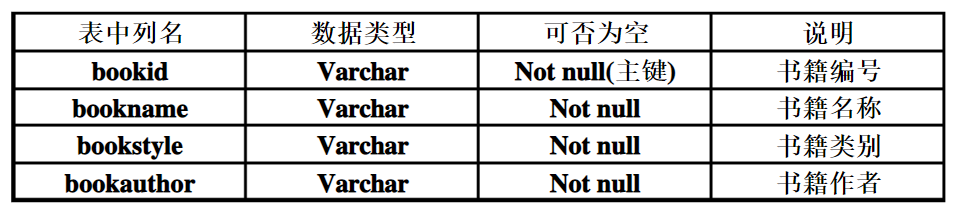 表中列名 数据类型 可否为空 说明
bookid Varchar Not null(主键) 书籍编号
bookname Varchar Not null 书籍名称
bookstyle Varchar Not null 书籍类别
bookauthor Varchar Not null 书籍作者